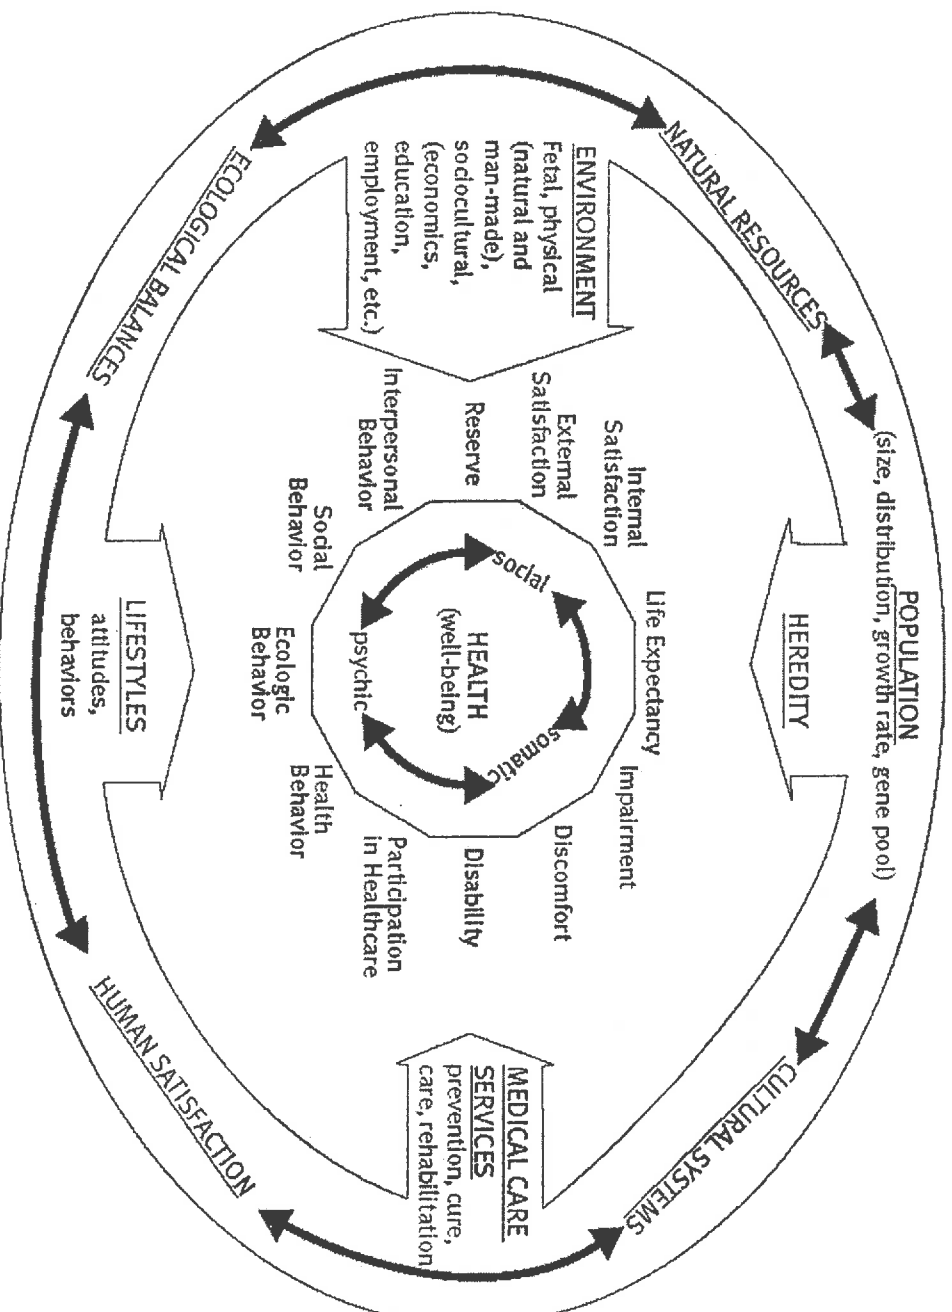 POPULATION
(size, distribution, growth rate, gene pool)
NATURAL RESOURCES
CULTURAL SYSTEMS
HEREDITY
Life Expectancy
Internal
Satisfaction
Impairment
External
Satisfaction
Discomfort
ENVIRONMENT
Fetal, physical
(natural and
man-made),
sociocultural,
(economics,
education,
employment, etc.)
Reserve
social
somatic
HEALTH
(well-being)
psychic
Disability
MEDICAL CARE
SERVICES
prevention, cure,
care, rehabilitation
Interpersonal
Behavior
Participation
in Healthcare
Social
Behavior
Health
Behavior
Ecologic
Behavior
LIFESTYLES
attitudes,
behaviors
ECOLOGICAL BALANCES
HUMAN SATISFACTION